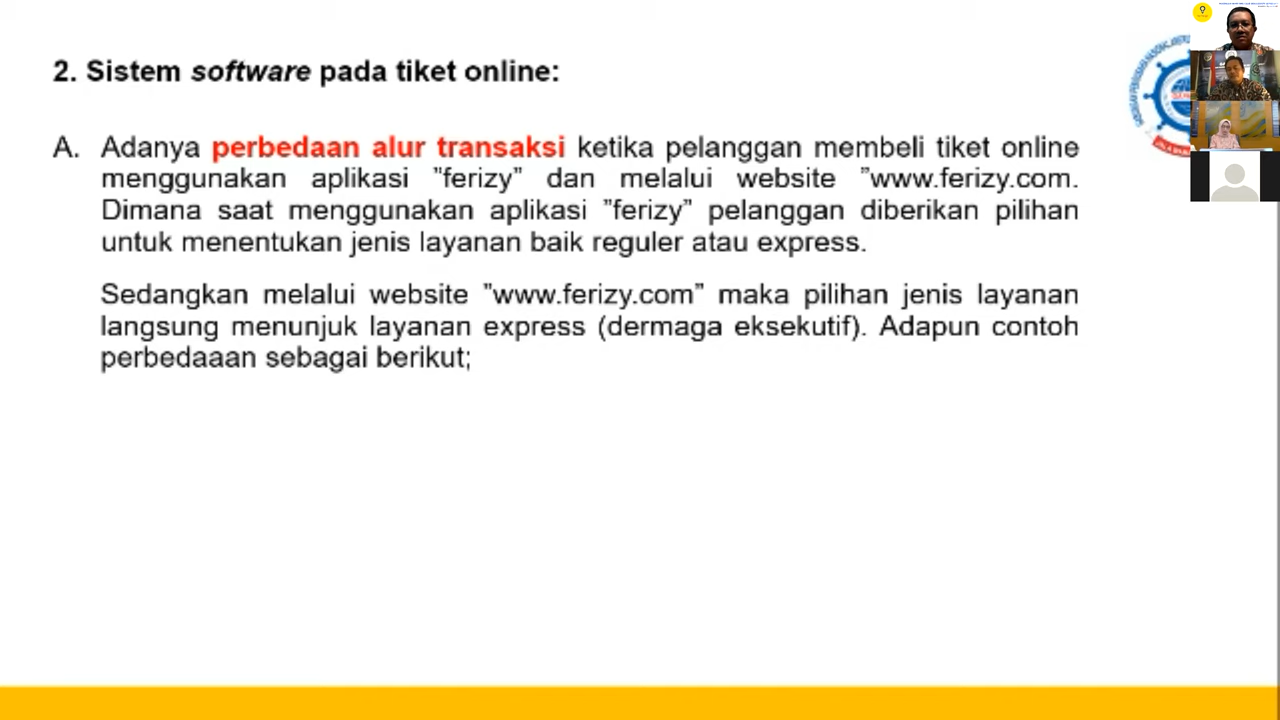 2. Sistem software pada tiket online:
A. Adanya perbedaan alur transaksi ketika pelanggan membeli tiket online
menggunakan aplikasi ”ferizy” dan melalui website ”www.ferizy.com.
Dimana saat menggunakan aplikasi ”ferizy” pelanggan diberikan pilihan
untuk menentukan jenis layanan baik reguler atau express.
Sedangkan melalui website ”www.ferizy.com” maka pilihan jenis layanan
langsung menunjuk layanan express (dermaga eksekutif). Adapun contoh
perbedaaan sebagai berikut;